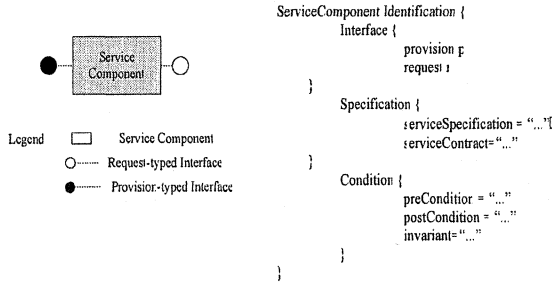 Service
Component
Legend
Service Component
Request-typed Interface
Provision-typed Interface
ServiceComponent Identification {
Interface {
provision p
request r
}
Specification {
serviceSpecification = “...”
serviceContract=“...”
}
Condition {
preCondition = “...”
postCondition = “...”
invariant=“...”
}
}